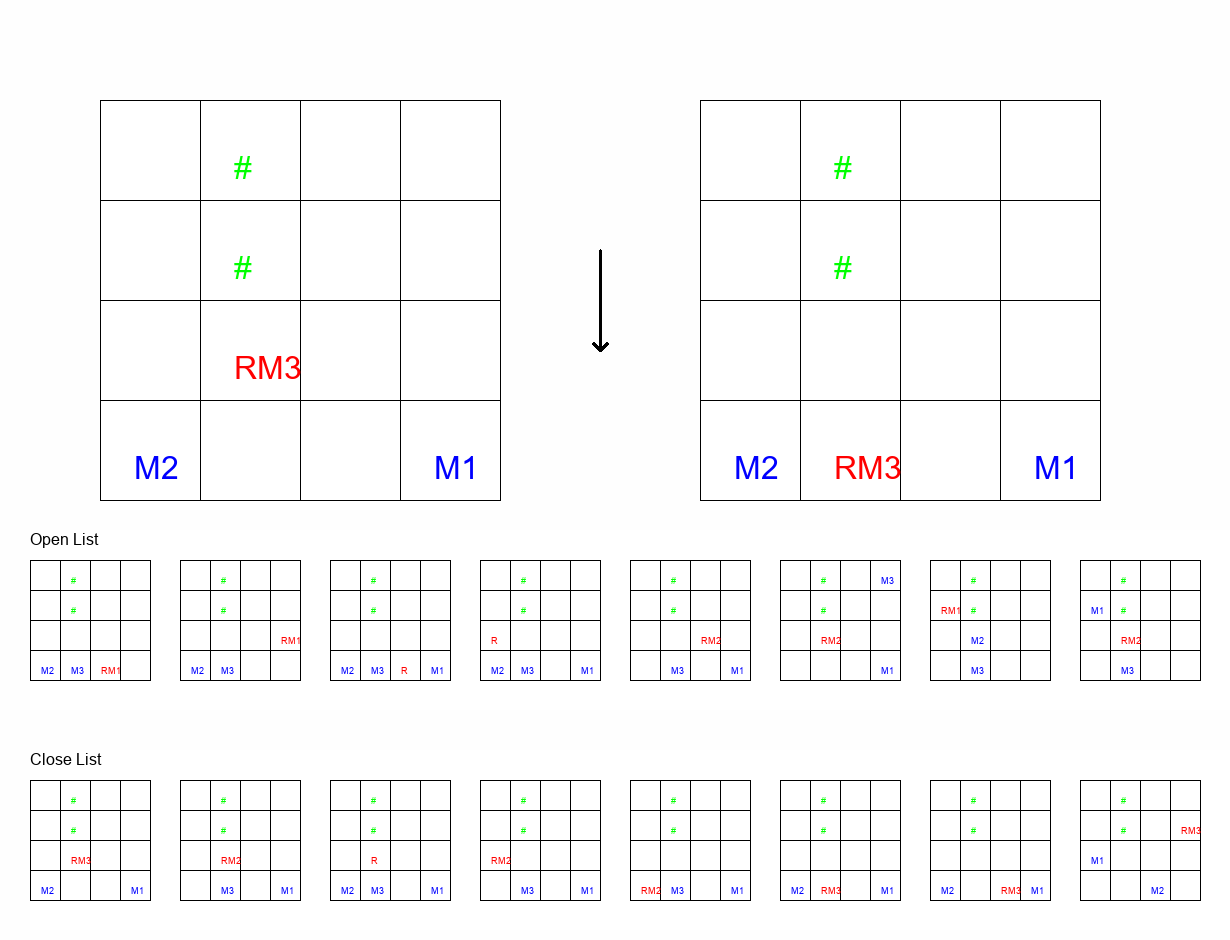 # #
# #
RM3
M2 M1 M2 RM3 M1
Open List
# # # # # # M3 # #
# # # # # # RM1 # M1 #
RM1 R RM2 RM2 M2 RM2
M2 M3 RM1 M2 M3 M2 M3 R M1 M2 M3 M1 M3 M1 M1 M3 M3
Close List
# # # # # # # #
# # # # # # # # RM3
RM3 RM2 R RM2 M1
M2 M1 M3 M1 M2 M3 M1 M3 M1 RM2 M3 M1 M2 RM3 M1 M2 RM3 M1 M2